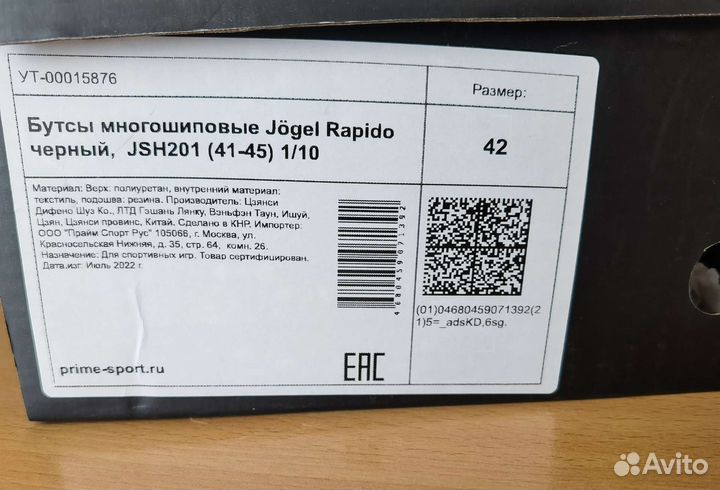 УТ-00015876
Размер:
Бутсы многошиповые Jögel Rapido
черный, JSH201 (41-45) 1/10
42
Материал: Верх: полиуретан, внутренний материал:
текстиль, подошва: резина. Производитель: Цзянси
Дифено Шуз Ко., ЛТД Гэшань Лянку, Вэньфэн Таун, Ишуй,
Цзян, Цзянси провинс, Китай. Сделано в КНР. Импортер:
ООО "Прайм Спорт Рус" 105066, г. Москва, ул.
Красносельская Нижняя, д. 35, стр. 64, комн. 26.
Назначение: Для спортивных игр. Товар сертифицирован.
Дата изг: Июль 2022 г.
4680459071392
(01)04680459071392(2
1)5=_adsKD,6sg.
prime-sport.ru
EAC
Avito